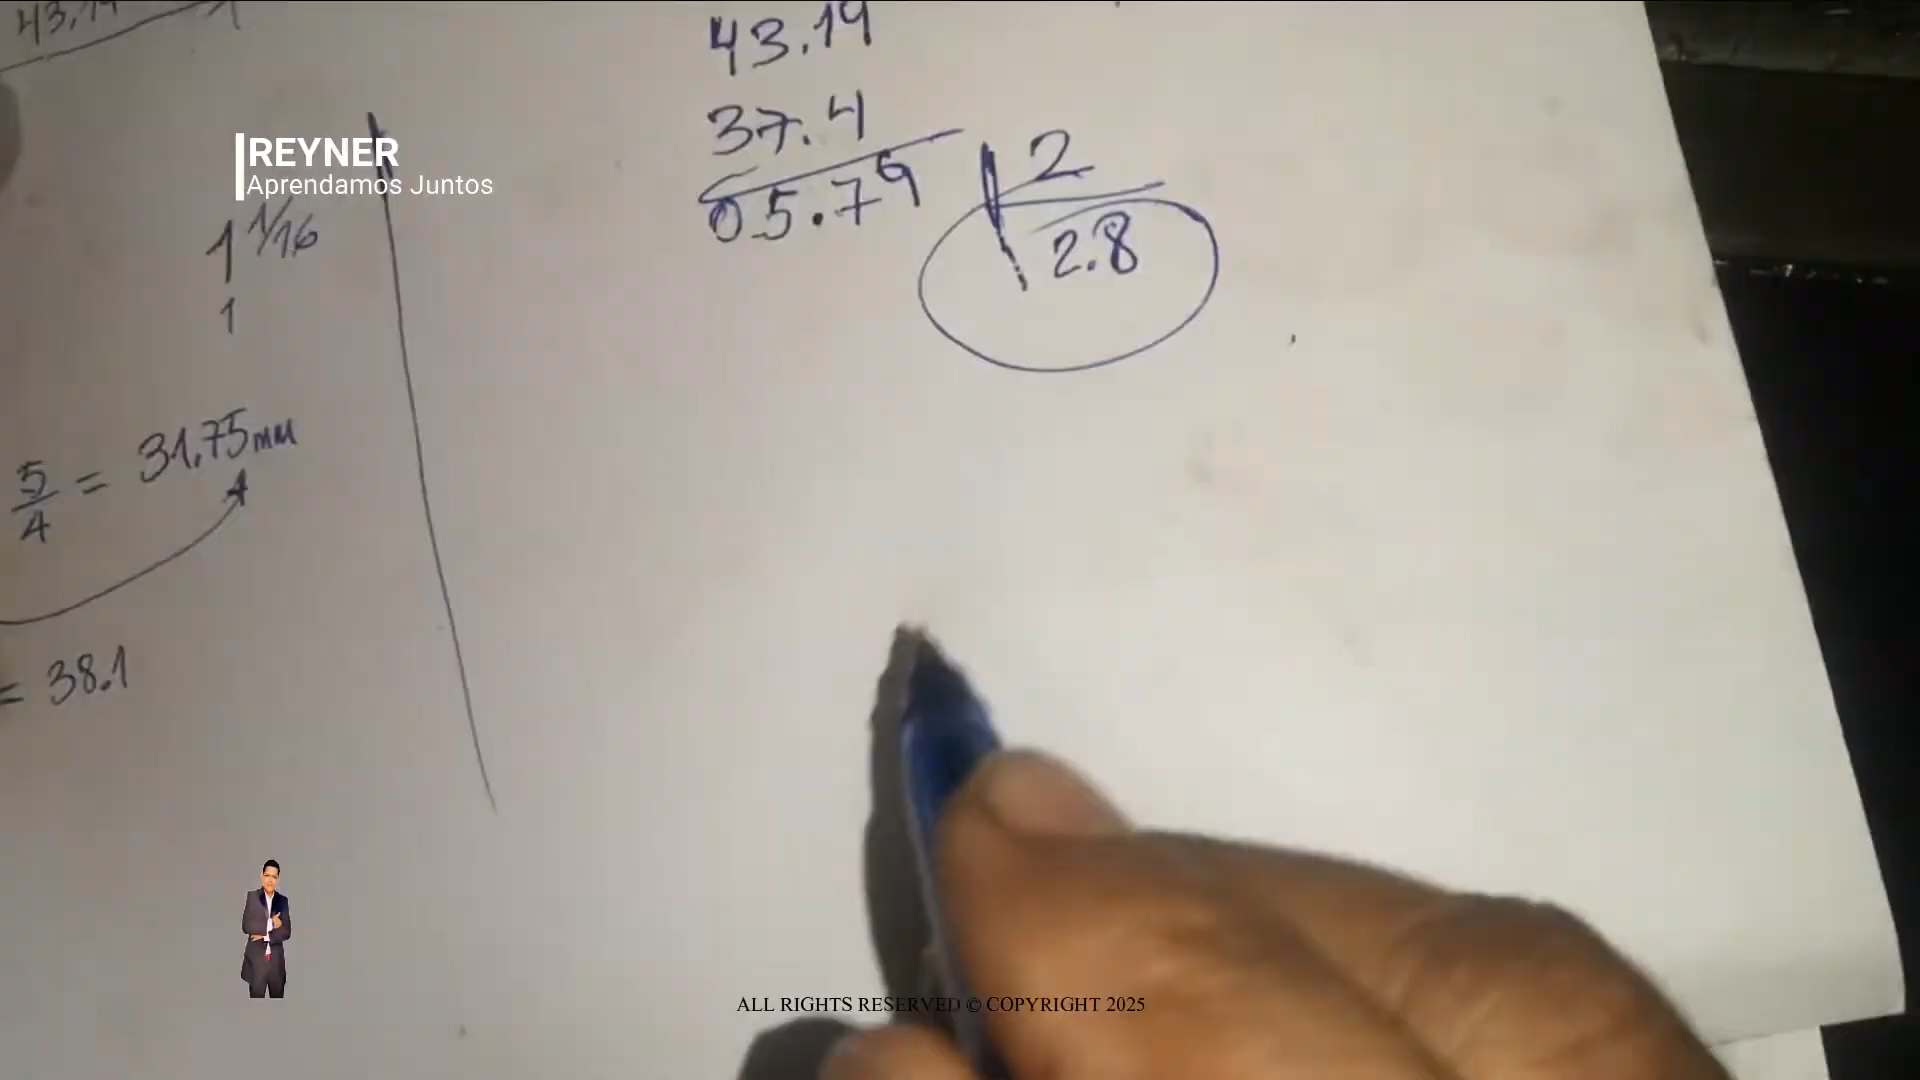 43.19
REYNER
Aprendamos Juntos
1 1/16
1
5/4 = 31.75mm
= 38.1
43.19
37.4
05.79 2
2.8
ALL RIGHTS RESERVED © COPYRIGHT 2025